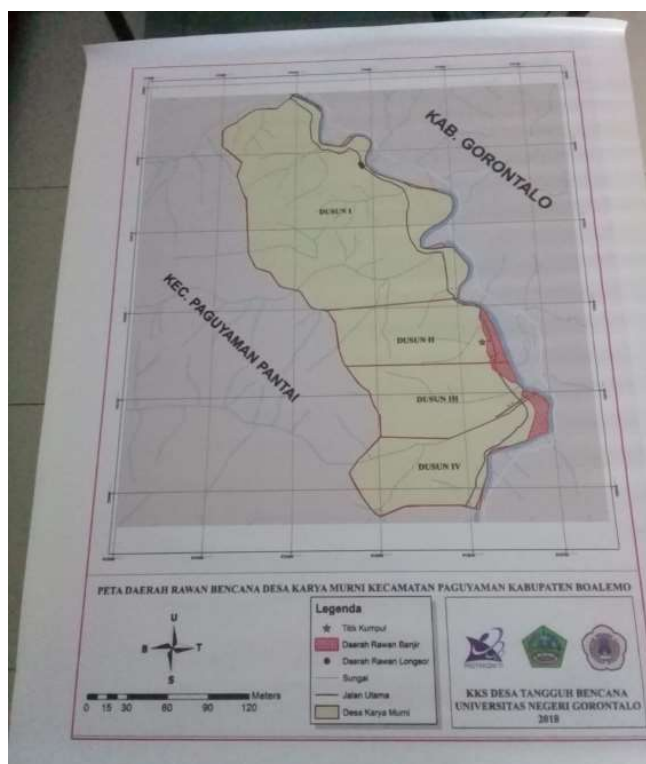 KAB. GORONTALO
DUSUN I
KEC. PAGUYAMAN PANTAI
DUSUN II
DUSUN III
DUSUN IV
PETA DAERAH RAWAN BENCANA DESA KARYA MURNI KECAMATAN PAGUYAMAN KABUPATEN BOALEMO
U
B
T
S
Meters
0 15 30 60 90 120
Legenda
Titik Kumpul
Daerah Rawan Banjir
Daerah Rawan Longsor
Sungai
Jalan Utama
Desa Karya Murni
KKS DESA TANGGUH BENCANA
UNIVERSITAS NEGERI GORONTALO
2018